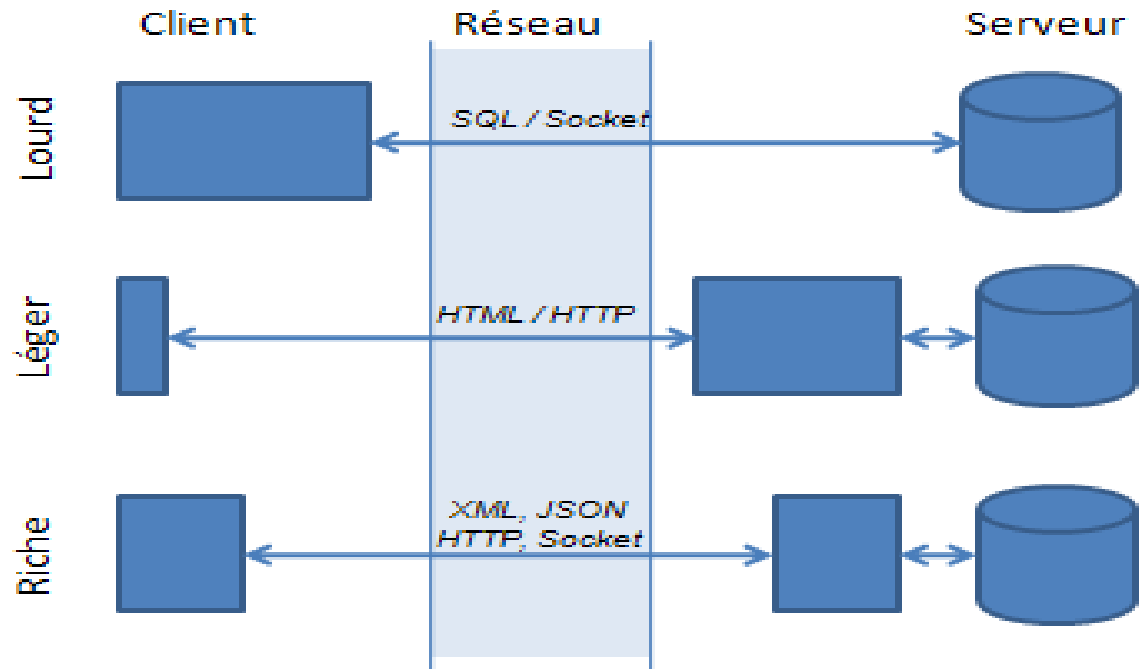 Client
Réseau
Serveur
Lourd
SQL / Socket
Léger
HTML / HTTP
Riche
XML, JSON
HTTP, Socket